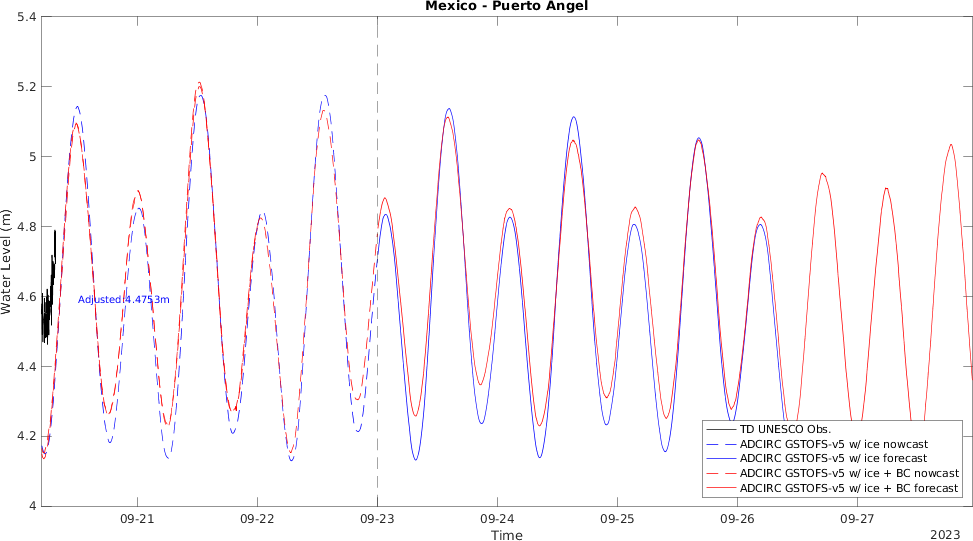 Mexico - Puerto Angel
5.4
5.2
5
4.8
4.6
4.4
4.2
4
Water Level (m)
Adjusted:4.4753m
TD UNESCO Obs.
ADCIRC GSTOFS-v5 w/ ice nowcast
ADCIRC GSTOFS-v5 w/ ice forecast
ADCIRC GSTOFS-v5 w/ ice + BC nowcast
ADCIRC GSTOFS-v5 w/ ice + BC forecast
09-21 09-22 09-23 09-24 09-25 09-26 09-27
Time
2023